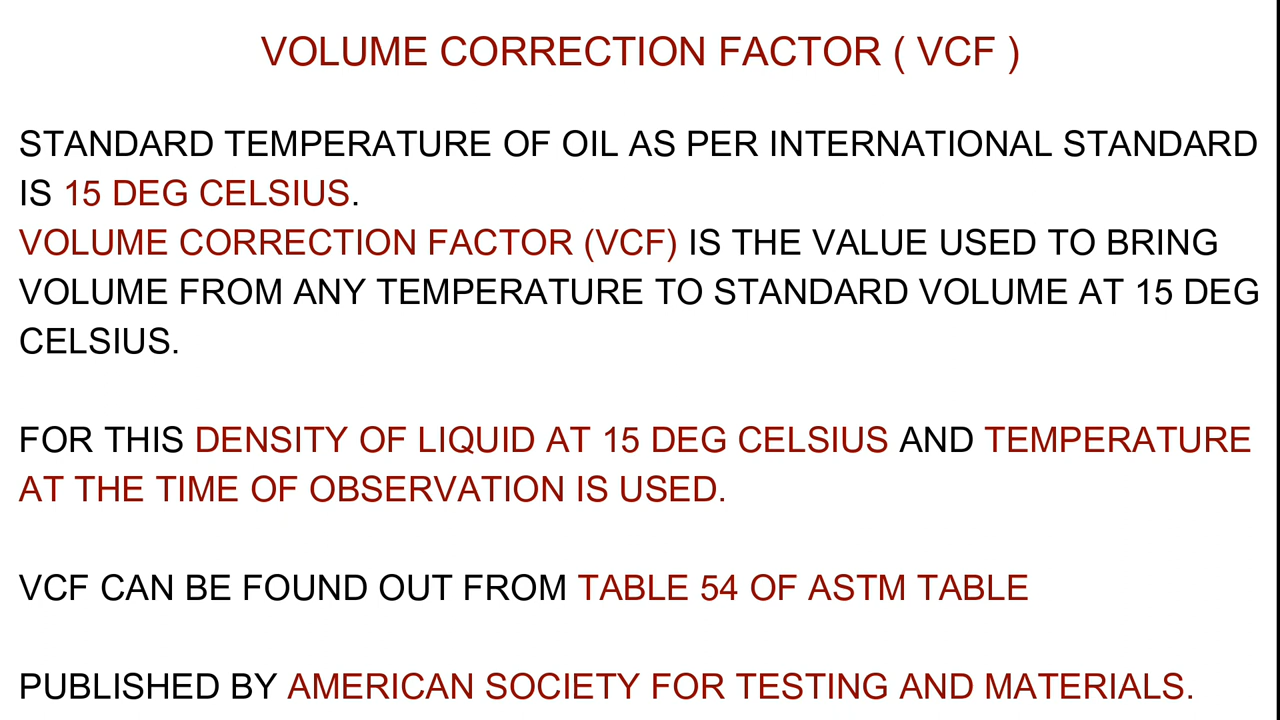 VOLUME CORRECTION FACTOR ( VCF )
STANDARD TEMPERATURE OF OIL AS PER INTERNATIONAL STANDARD
IS 15 DEG CELSIUS.
VOLUME CORRECTION FACTOR (VCF) IS THE VALUE USED TO BRING
VOLUME FROM ANY TEMPERATURE TO STANDARD VOLUME AT 15 DEG
CELSIUS.
FOR THIS DENSITY OF LIQUID AT 15 DEG CELSIUS AND TEMPERATURE
AT THE TIME OF OBSERVATION IS USED.
VCF CAN BE FOUND OUT FROM TABLE 54 OF ASTM TABLE
PUBLISHED BY AMERICAN SOCIETY FOR TESTING AND MATERIALS.